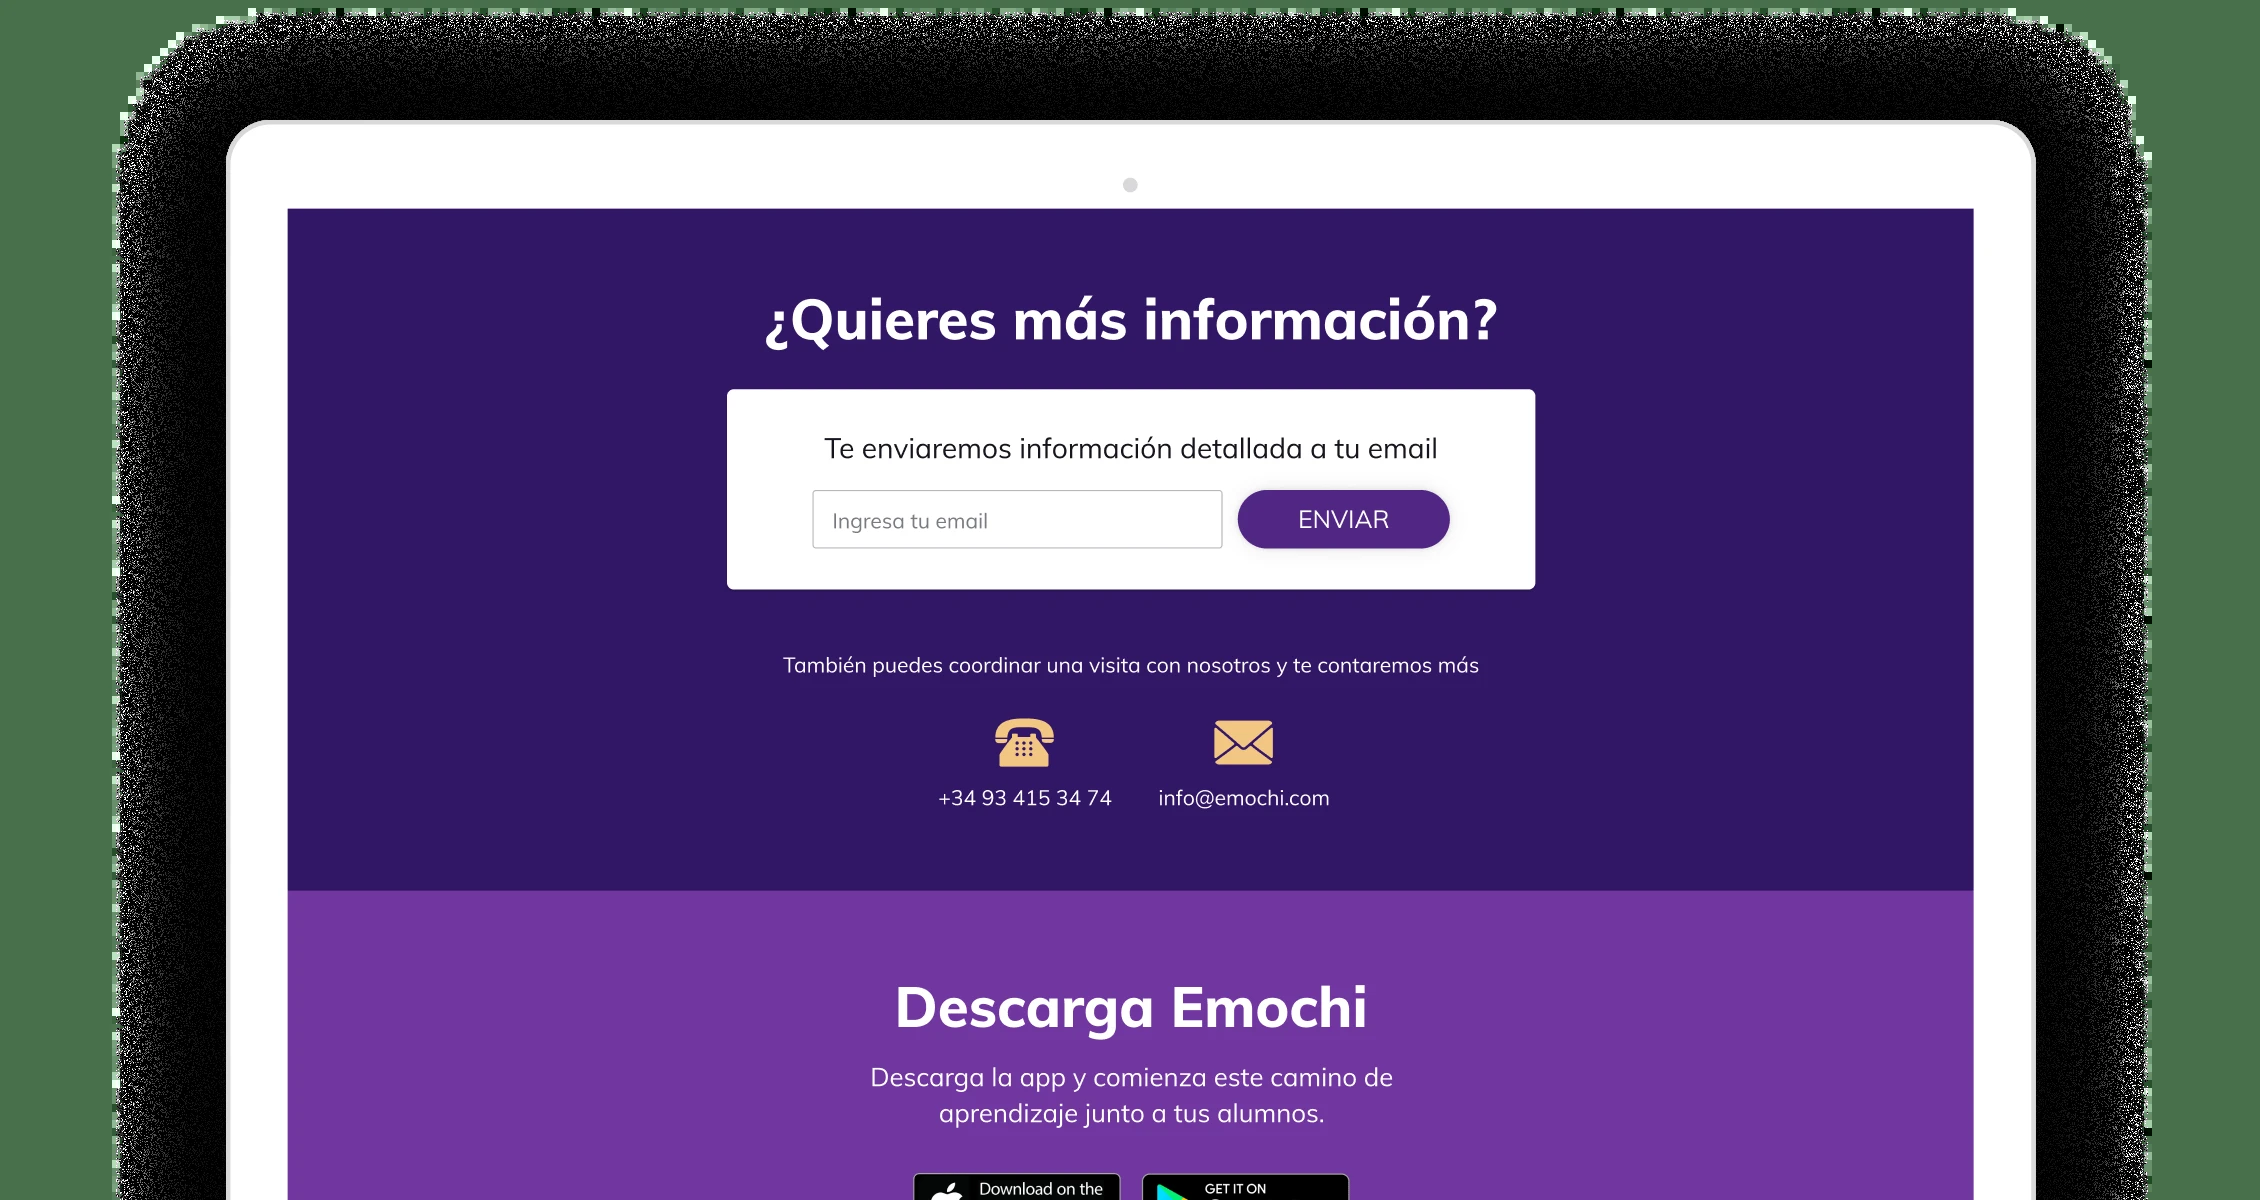 ¿Quieres más información?
Te enviaremos información detallada a tu email
Ingresa tu email
ENVIAR
También puedes coordinar una visita con nosotros y te contaremos más
+34 93 415 34 74
info@emochi.com
Descarga Emochi
Descarga la app y comienza este camino de
aprendizaje junto a tus alumnos.
Download on the
GET IT ON